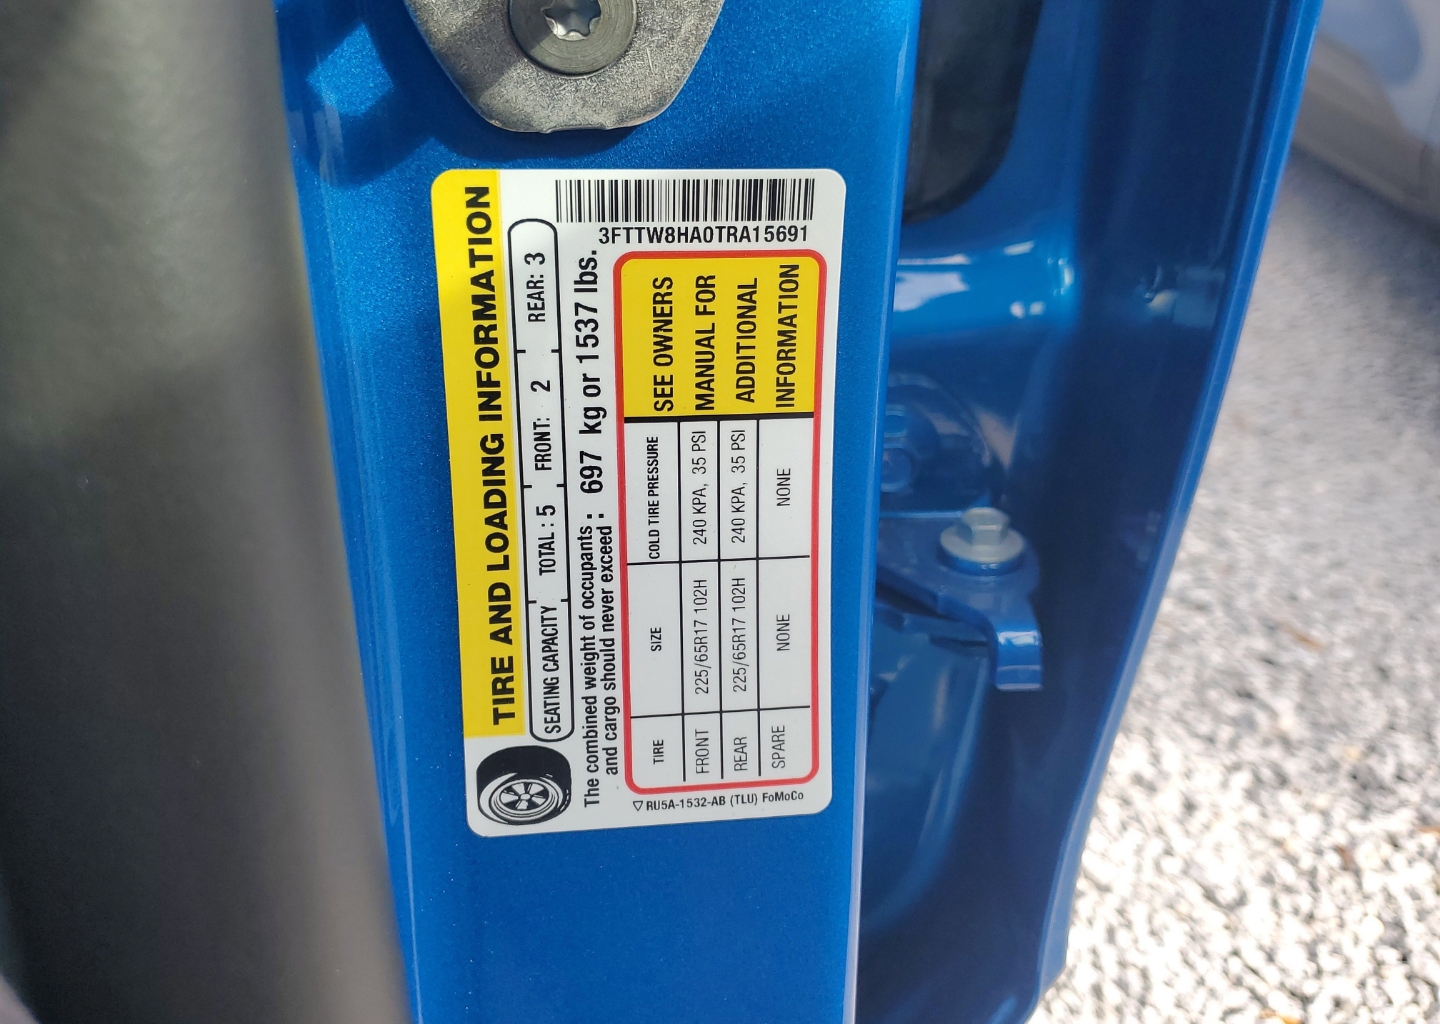 3FTTW8HA0TRA15691
TIRE AND LOADING INFORMATION
SEATING CAPACITY TOTAL : 5 FRONT: 2 REAR: 3
The combined weight of occupants : 697 kg or 1537 lbs.
and cargo should never exceed :
TIRE SIZE COLD TIRE PRESSURE
FRONT 225/65R17 102H 240 KPA, 35 PSI
REAR 225/65R17 102H 240 KPA, 35 PSI
SPARE NONE NONE
SEE OWNERS
MANUAL FOR
ADDITIONAL
INFORMATION
RU5A-1532-AB (TLU) FoMoCo